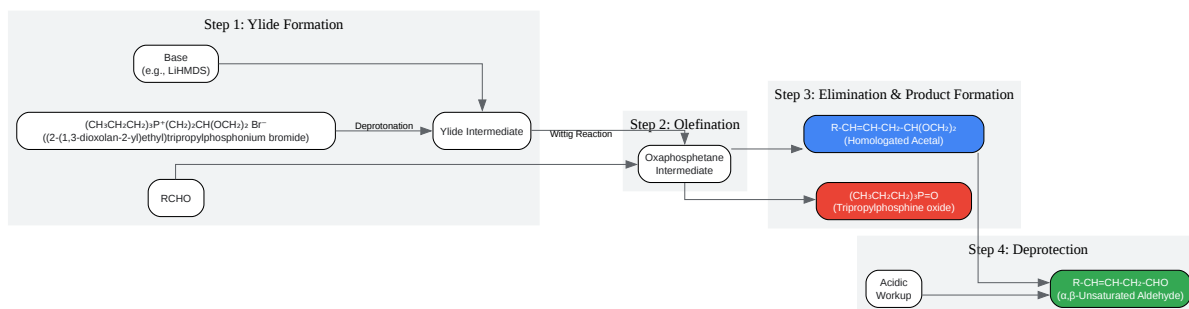 Step 1: Ylide Formation
Base
(e.g., LiHMDS)
(CH₃CH₂CH₂)₃P⁺(CH₂)₂CH(OCH₂)₂ Br⁻
((2-(1,3-dioxolan-2-yl)ethyl)tripropylphosphonium bromide)
Deprotonation
Ylide Intermediate
RCHO
Wittig Reaction
Step 2: Olefination
Oxaphosphetane
Intermediate
Step 3: Elimination & Product Formation
R-CH=CH-CH₂-CH(OCH₂)₂
(Homologated Acetal)
(CH₃CH₂CH₂)₃P=O
(Tripropylphosphine oxide)
Step 4: Deprotection
Acidic
Workup
R-CH=CH-CH₂-CHO
(α,β-Unsaturated Aldehyde)